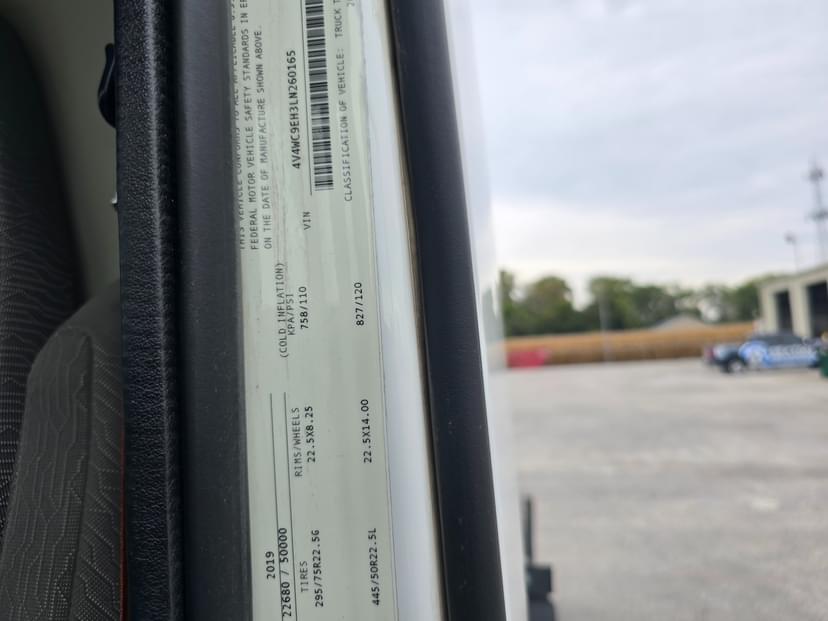 2019
22680 / 50000
TIRES RIMS/WHEELS (COLD INFLATION) KPA/PSI
295/75R22.5G 22.5X8.25 758/110
445/50R22.5L 22.5X14.00 827/120
THIS VEHICLE CONFORMS TO ALL APPLICABLE
FEDERAL MOTOR VEHICLE SAFETY STANDARDS IN
ON THE DATE OF MANUFACTURE SHOWN ABOVE.
VIN 4V4WC9EH3LN260165
CLASSIFICATION OF VEHICLE: TRUCK